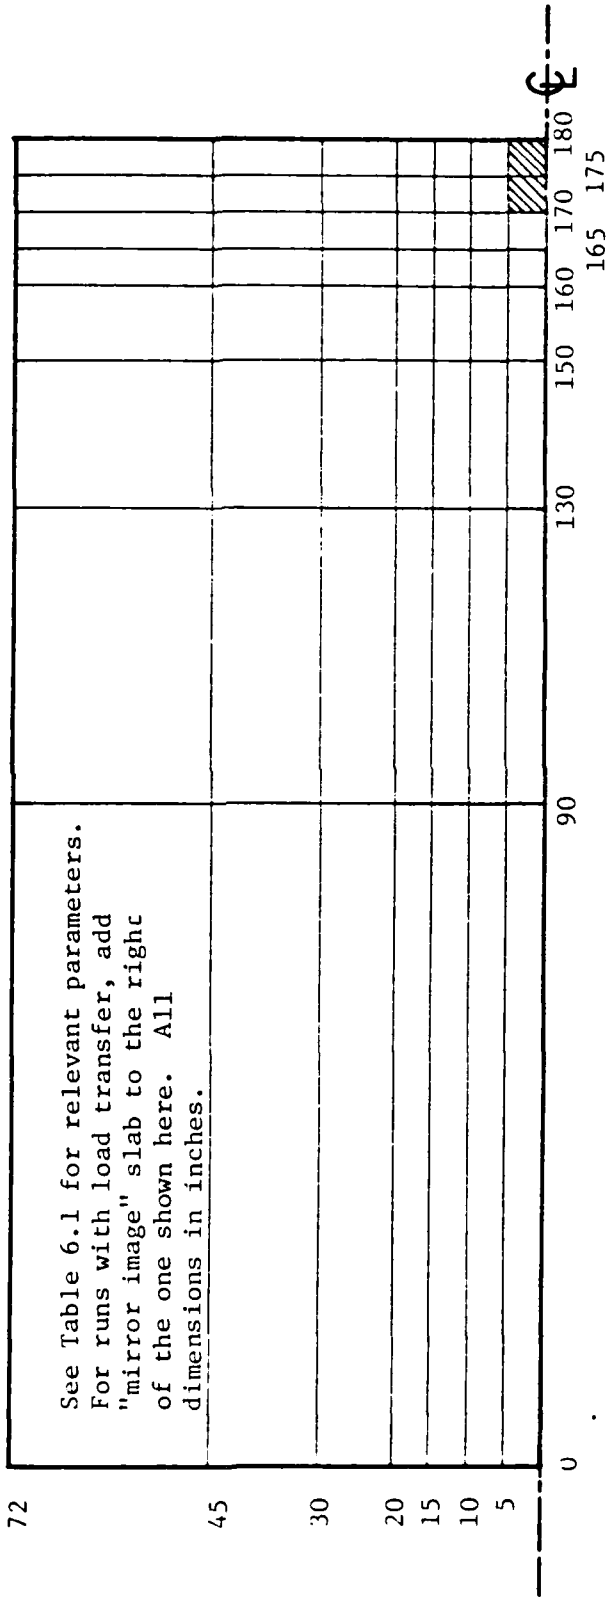 See Table 6.1 for relevant parameters.
For runs with load transfer, add
"mirror image" slab to the right
of the one shown here. All
dimensions in inches.
72
45
30
20
15
10
5
0 90 130 150 160 170 180
165 175
℄